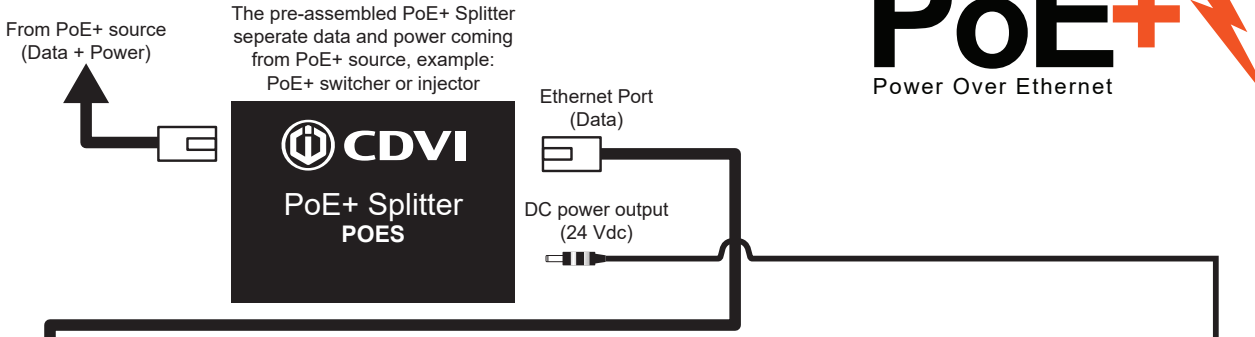 From PoE+ source
(Data + Power)
The pre-assembled PoE+ Splitter
seperate data and power coming
from PoE+ source, example:
PoE+ switcher or injector
CDVI
PoE+ Splitter
POES
Ethernet Port
(Data)
DC power output
(24 Vdc)
PoE+
Power Over Ethernet